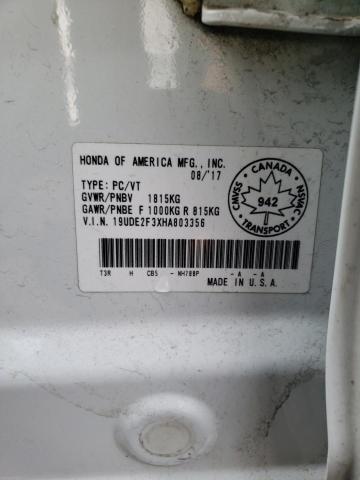 HONDA OF AMERICA MFG., INC.
08/'17
TYPE: PC/VT
GVWR/PNBV 1815KG
GAWR/PNBE F 1000KG R 815KG
V.I.N. 19UDE2F3XHA803356
CANADA
CMVSS
942
NSVAC
TRANSPORT
T3R H CB5 - NH788P - A - A
MADE IN U.S.A.